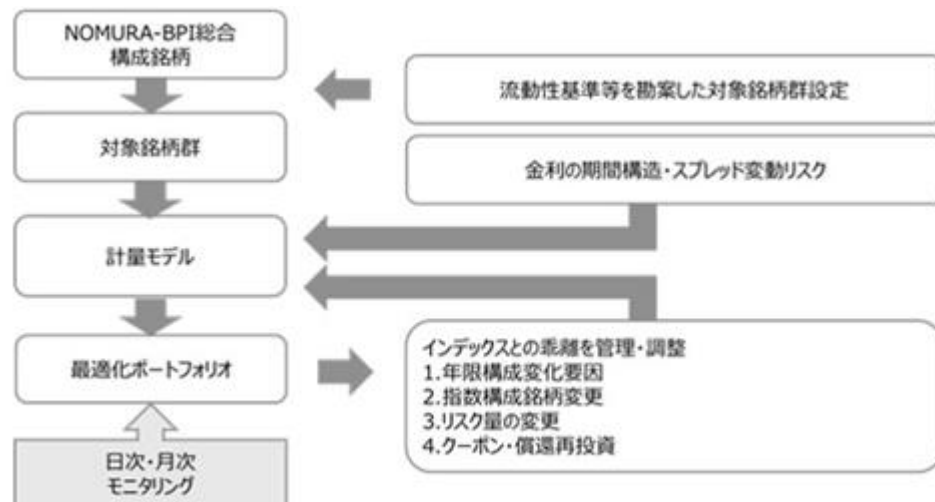 NOMURA-BPI総合
構成銘柄
流動性基準等を勘案した対象銘柄群設定
対象銘柄群
金利の期間構造・スプレッド変動リスク
計量モデル
最適化ポートフォリオ
インデックスとの乖離を管理・調整
1.年限構成変化要因
2.指数構成銘柄変更
3.リスク量の変更
4.クーポン・償還再投資
日次・月次
モニタリング